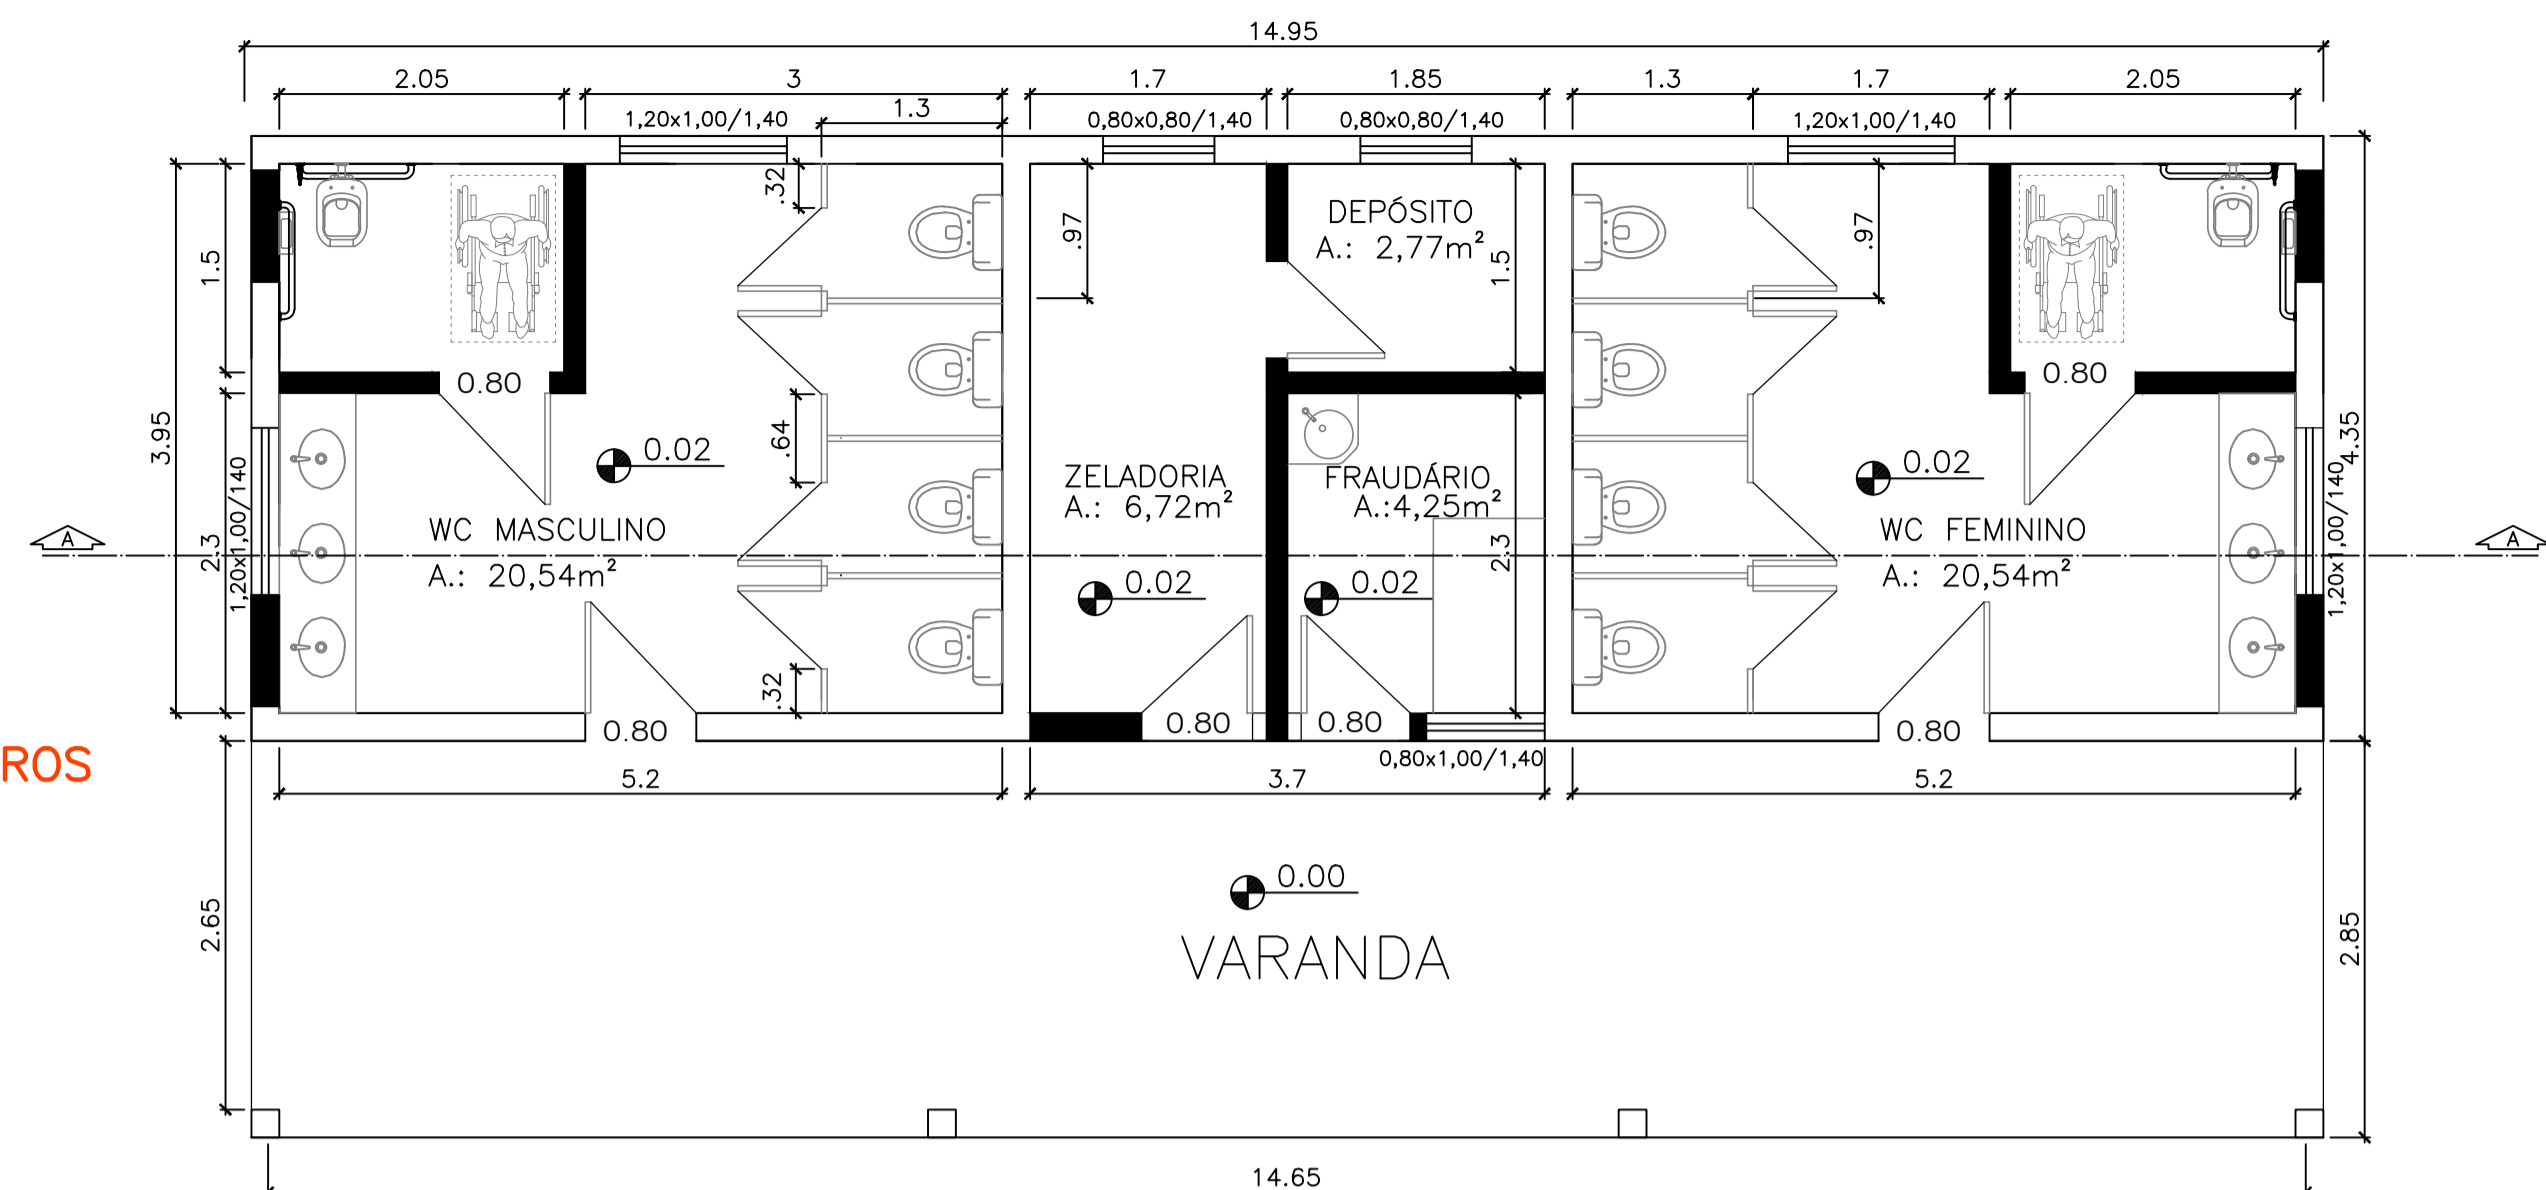 14.95
2.05
3
1.7
1.85
1.3
1.7
2.05
1,20x1,00/1,40
1.3
0,80x0,80/1,40
0,80x0,80/1,40
1,20x1,00/1,40
.32
.97
DEPÓSITO
A.: 2,77m²
.97
1.5
1.5
0.80
0.80
3.95
.64
4.35
0.02
0.02
ZELADORIA
A.: 6,72m²
FRAUDÁRIO
A.:4,25m²
1,20x1,00/140
1,20x1,00/140
WC MASCULINO
A.: 20,54m²
WC FEMININO
A.: 20,54m²
A
A
2.3
2.3
0.02
0.02
.32
0.80
0.80
0.80
0.80
ROS
0,80x1,00/1,40
5.2
3.7
5.2
0.00
VARANDA
2.65
2.85
14.65